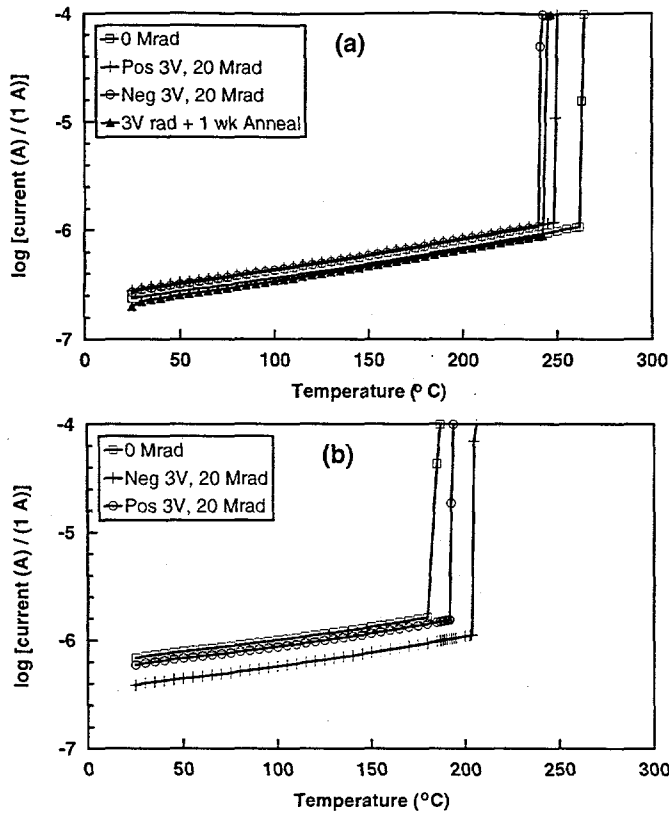 -4
(a)
0 Mrad
Pos 3V, 20 Mrad
Neg 3V, 20 Mrad
3V rad + 1 wk Anneal
-5
-6
-7
log [current (A) / (1 A)]
0 50 100 150 200 250 300
Temperature (° C)
-4
(b)
0 Mrad
Neg 3V, 20 Mrad
Pos 3V, 20 Mrad
-5
-6
-7
log [current (A) / (1 A)]
0 50 100 150 200 250 300
Temperature (°C)